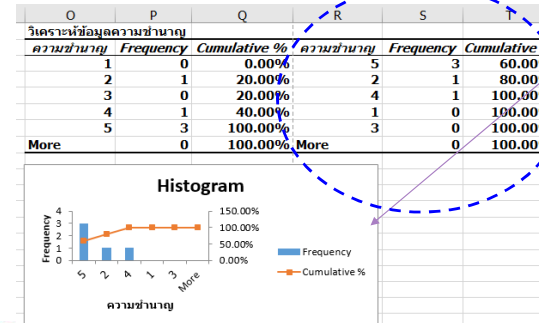 O P Q R S T
วิเคราะห์ข้อมูลความชำนาญ
ความชำนาญ Frequency Cumulative % ความชำนาญ Frequency Cumulative
1 0 0.00% 5 3 60.00
2 1 20.00% 2 1 80.00
3 0 20.00% 4 1 100.00
4 1 40.00% 1 0 100.00
5 3 100.00% 3 0 100.00
More 0 100.00% More 0 100.00
Histogram
Frequency
4
3
2
1
0
150.00%
100.00%
50.00%
0.00%
5 2 4 1 3 More
ความชำนาญ
Frequency
Cumulative %